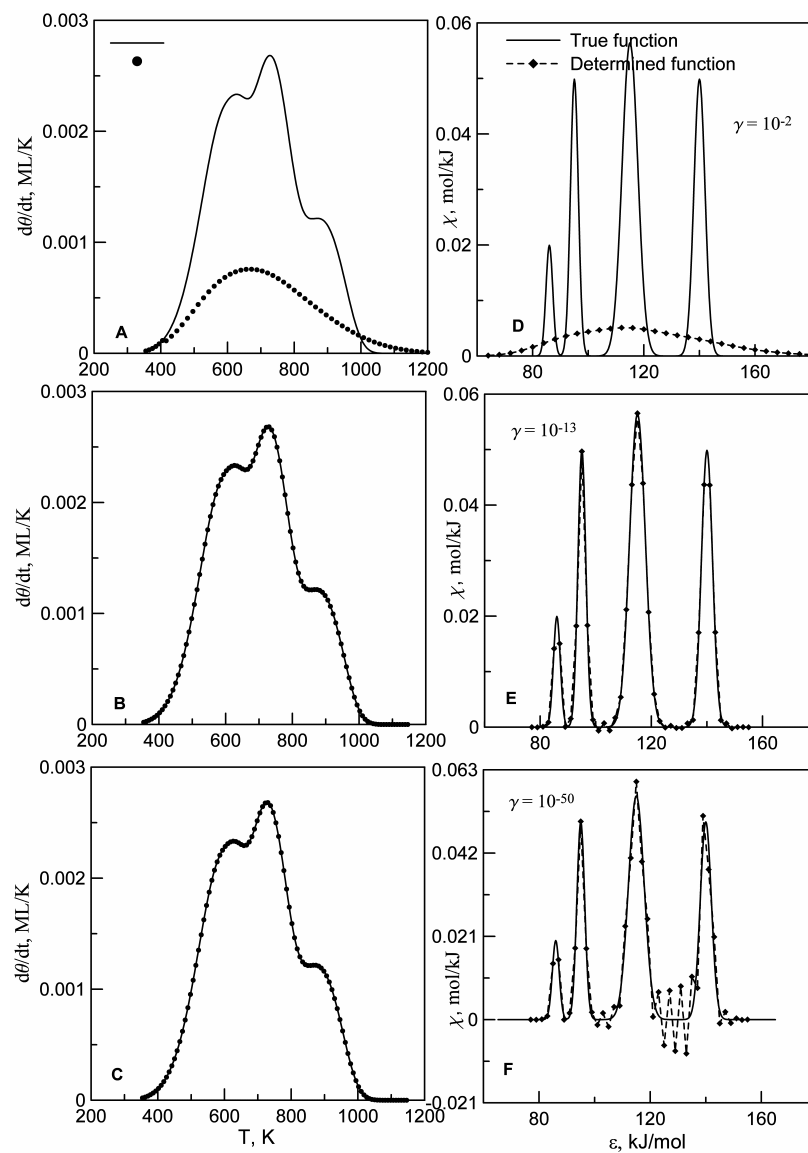 0.003
0.002
0.001
0
200 400 600 800 1000 1200
dθ/dt, ML/K
A
0.06
0.04
0.02
0
80 120 160
χ, mol/kJ
True function
Determined function
γ = 10-2
D
0.003
0.002
0.001
0
200 400 600 800 1000 1200
dθ/dt, ML/K
B
0.06
0.04
0.02
0
80 120 160
χ, mol/kJ
γ = 10-13
E
0.003
0.002
0.001
0
200 400 600 800 1000 1200
dθ/dt, ML/K
T, K
C
0.063
0.042
0.021
0
-0.021
80 120 160
χ, mol/kJ
ε, kJ/mol
γ = 10-50
F